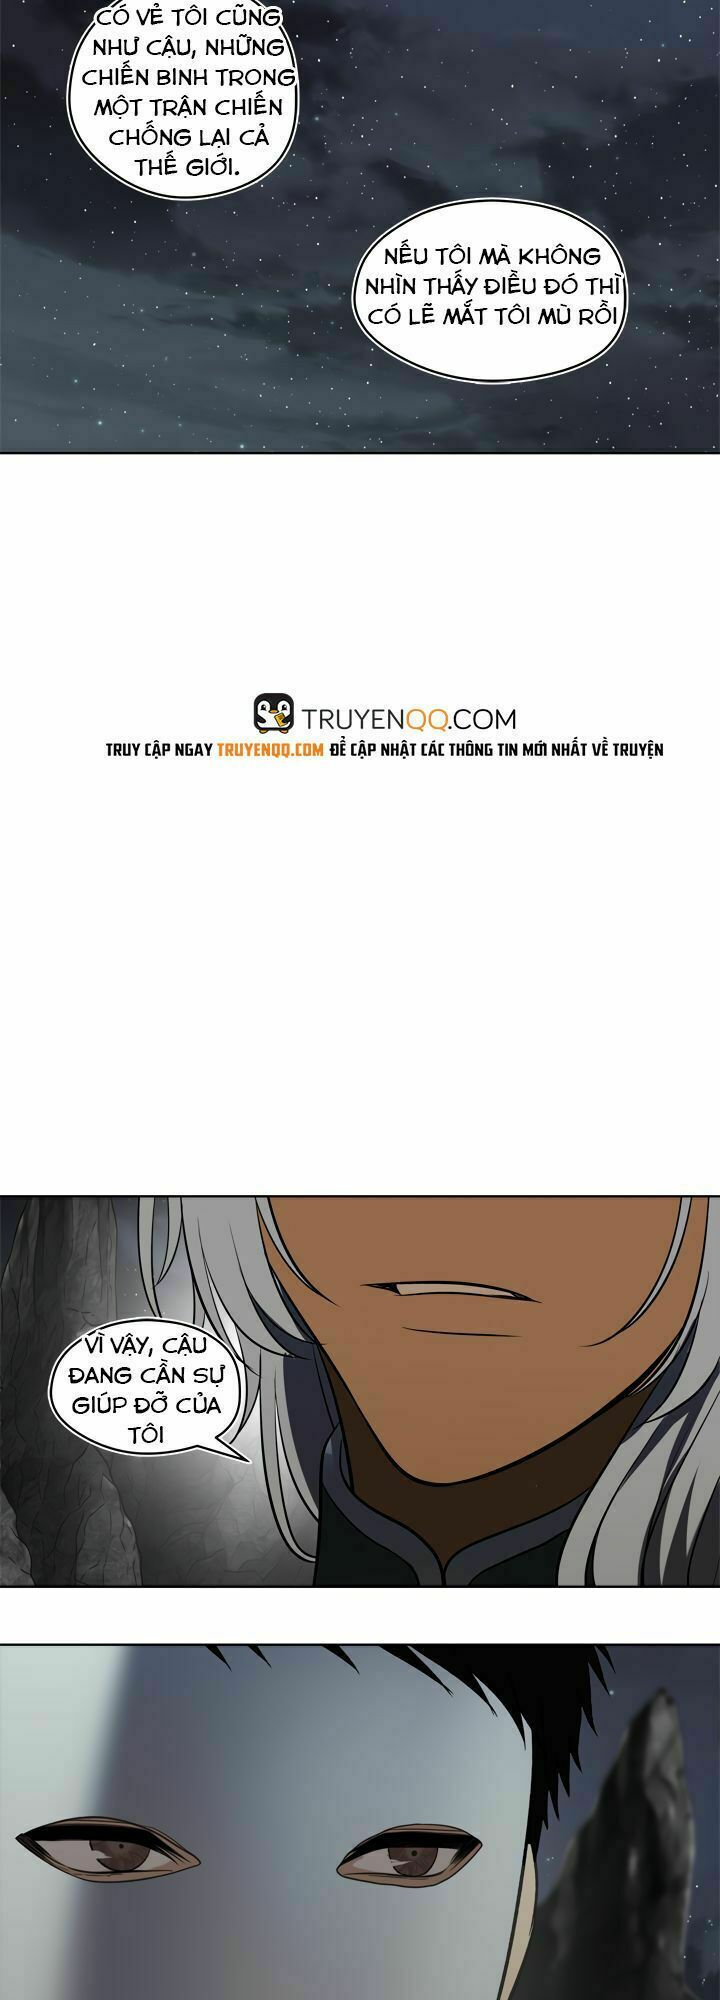 CÓ VẺ TÔI CŨNG
NHƯ CẬU, NHỮNG
CHIẾN BINH TRONG
MỘT TRẬN CHIẾN
CHỐNG LẠI CẢ
THẾ GIỚI.
NẾU TÔI MÀ KHÔNG
NHÌN THẤY ĐIỀU ĐÓ THÌ
CÓ LẼ MẮT TÔI MÙ RỒI
TRUYENQQ.COM
TRUY CẬP NGAY TRUYENQQ.COM ĐỂ CẬP NHẬT CÁC THÔNG TIN MỚI NHẤT VỀ TRUYỆN
VÌ VẬY, CẬU
ĐANG CẦN SỰ
GIÚP ĐỠ CỦA
TÔI